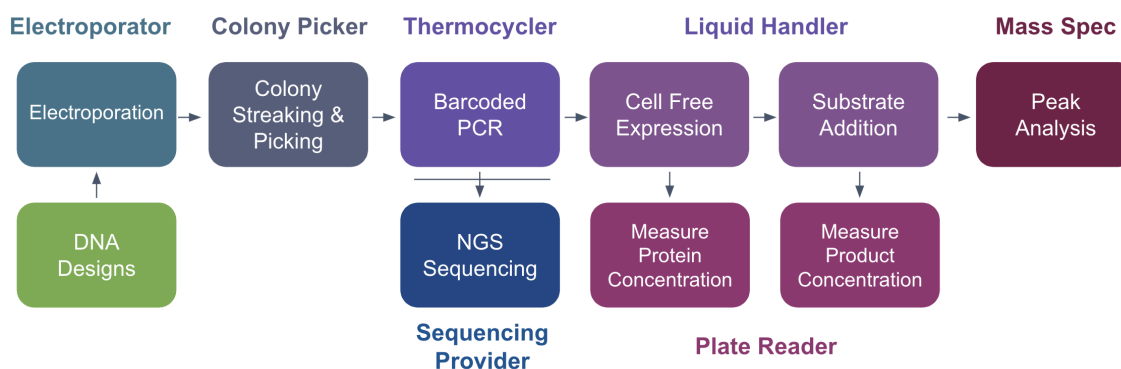 Electroporator
Colony Picker
Thermocycler
Liquid Handler
Mass Spec
Electroporation
Colony
Streaking &
Picking
Barcoded
PCR
Cell Free
Expression
Substrate
Addition
Peak
Analysis
DNA
Designs
NGS
Sequencing
Measure
Protein
Concentration
Measure
Product
Concentration
Sequencing
Provider
Plate Reader